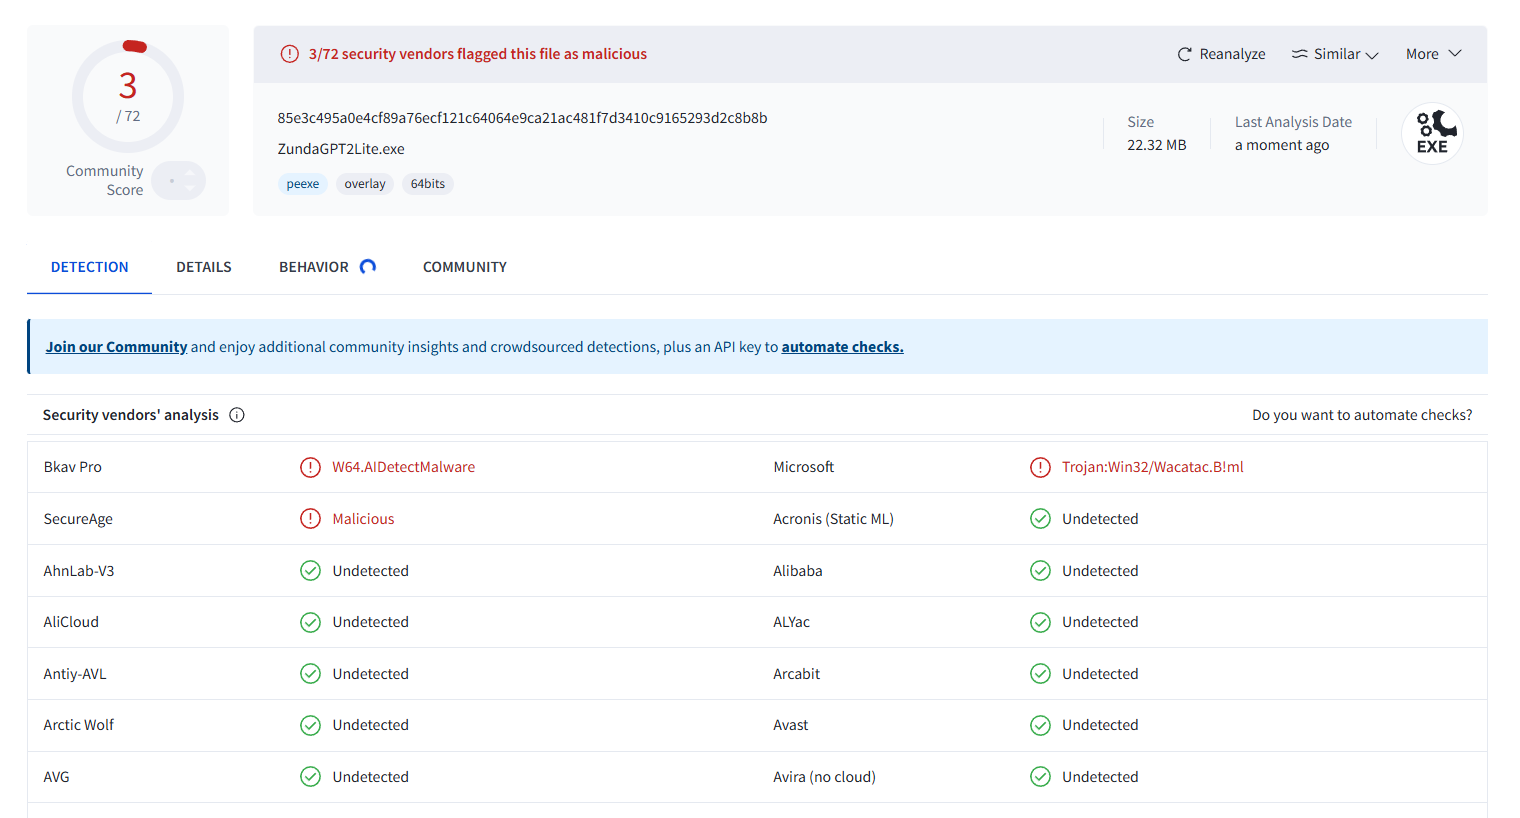 3
/ 72
Community
Score
3/72 security vendors flagged this file as malicious
Reanalyze
Similar
More
85e3c495a0e4cf89a76ecf121c64064e9ca21ac481f7d3410c9165293d2c8b8b
ZundaGPT2Lite.exe
peexe
overlay
64bits
Size
22.32 MB
Last Analysis Date
a moment ago
EXE
DETECTION
DETAILS
BEHAVIOR
COMMUNITY
Join our Community and enjoy additional community insights and crowdsourced detections, plus an API key to automate checks.
Security vendors' analysis
Do you want to automate checks?
Bkav Pro W64.AIDetectMalware Microsoft Trojan:Win32/Wacatac.B!ml
SecureAge Malicious Acronis (Static ML) Undetected
AhnLab-V3 Undetected Alibaba Undetected
AliCloud Undetected ALYac Undetected
Antiy-AVL Undetected Arcabit Undetected
Arctic Wolf Undetected Avast Undetected
AVG Undetected Avira (no cloud) Undetected